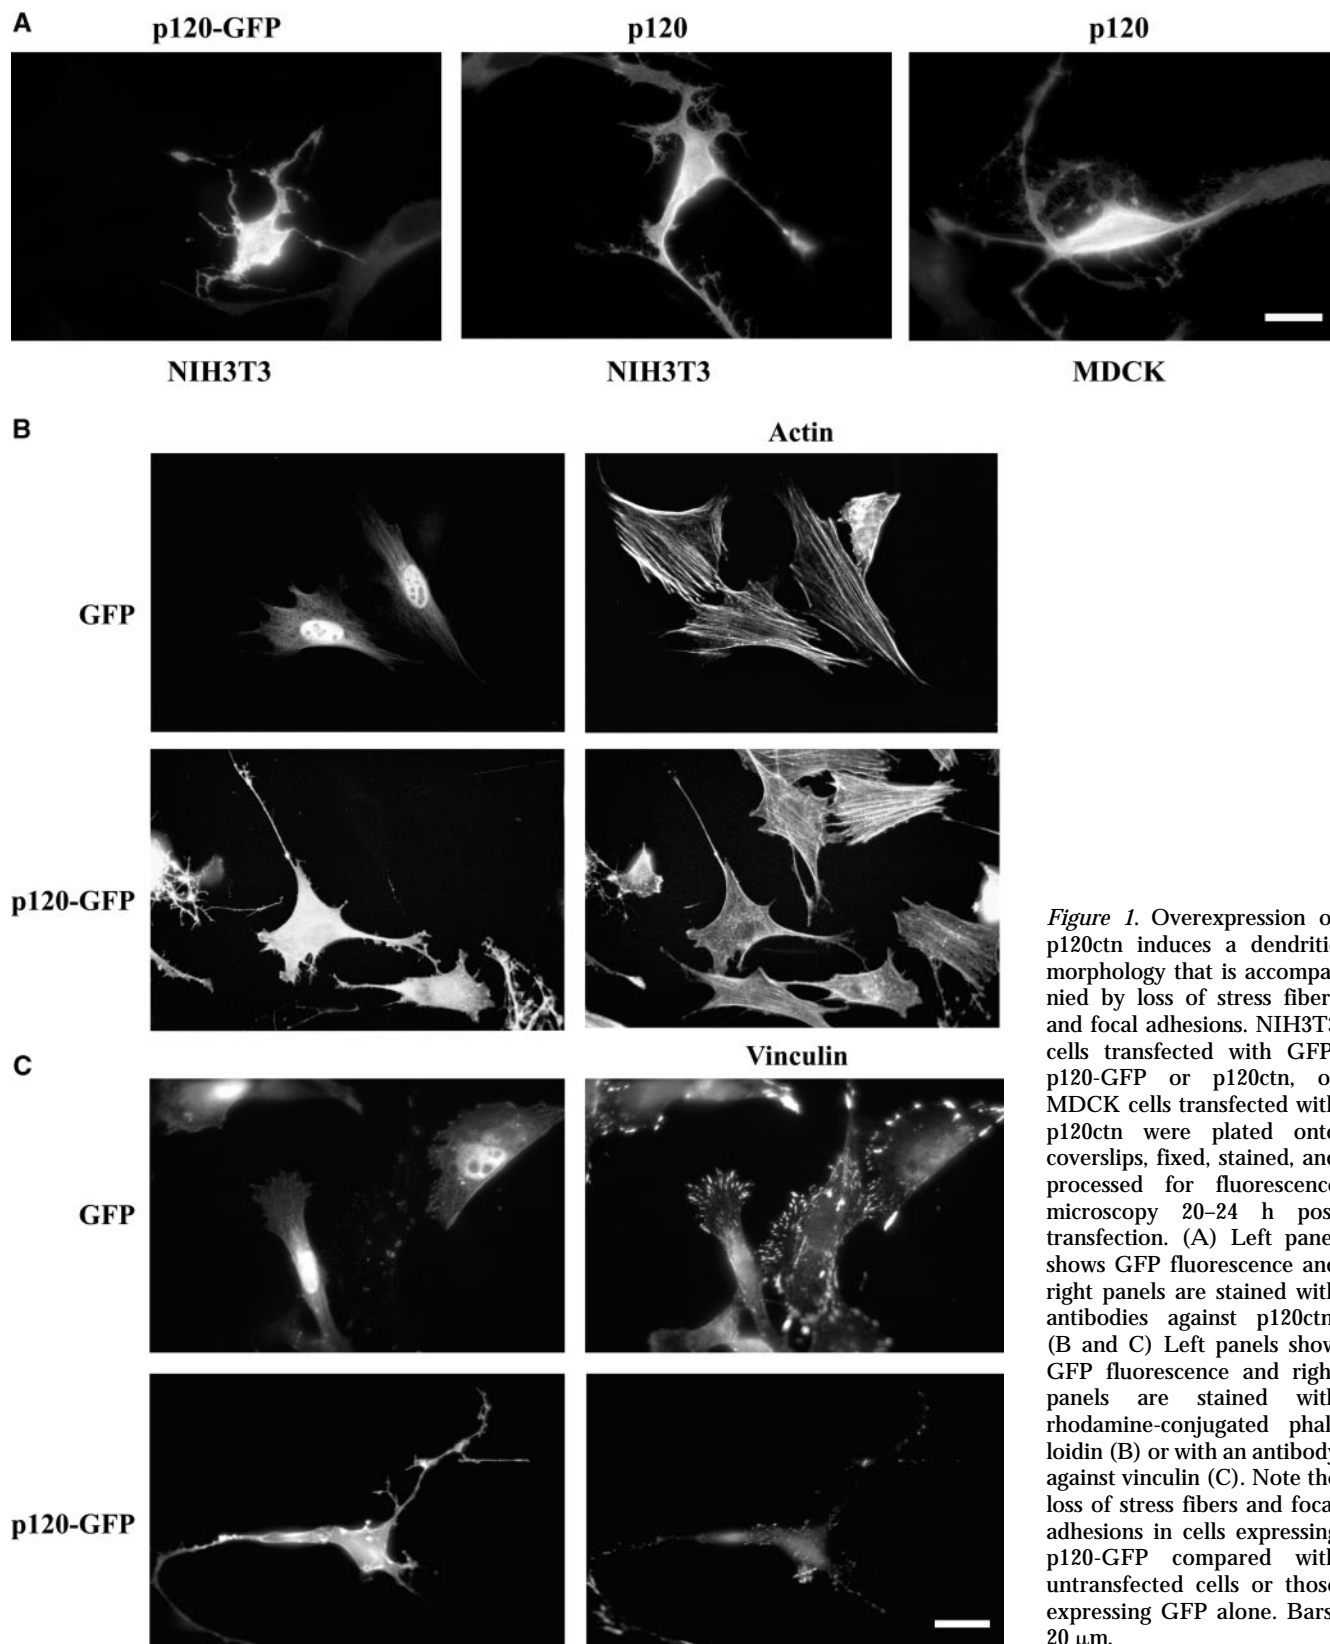 A
p120-GFP p120 p120
NIH3T3 NIH3T3 MDCK
B
Actin
GFP
p120-GFP
C
Vinculin
GFP
p120-GFP
Figure 1. Overexpression o
p120ctn induces a dendriti
morphology that is accompa
nied by loss of stress fiber
and focal adhesions. NIH3T3
cells transfected with GFP
p120-GFP or p120ctn, o
MDCK cells transfected with
p120ctn were plated onto
coverslips, fixed, stained, and
processed for fluorescence
microscopy 20–24 h pos
transfection. (A) Left pane
shows GFP fluorescence and
right panels are stained with
antibodies against p120ctn
(B and C) Left panels show
GFP fluorescence and righ
panels are stained with
rhodamine-conjugated phal
loidin (B) or with an antibody
against vinculin (C). Note the
loss of stress fibers and foca
adhesions in cells expressing
p120-GFP compared with
untransfected cells or those
expressing GFP alone. Bars
20 μm.